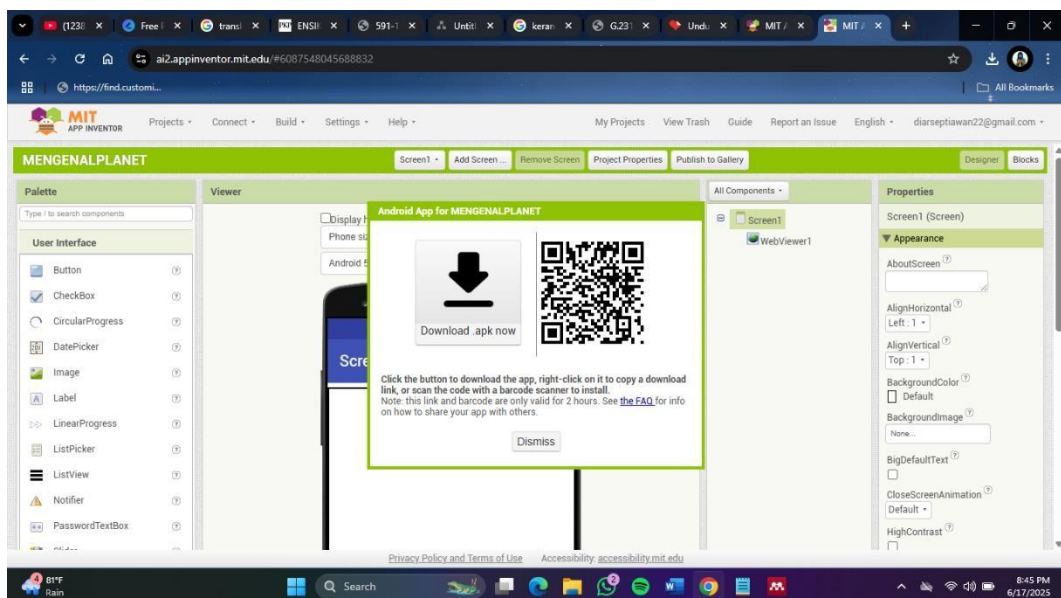 (1238
Free
transl
ENSII
591-1
Untitl
keran
G.231
Undu
MIT
MIT
ai2.appinventor.mit.edu/#6087548045688832
https://find.customi...
All Bookmarks
MIT
APP INVENTOR
Projects
Connect
Build
Settings
Help
My Projects
View Trash
Guide
Report an Issue
English
diarseptiawan22@gmail.com
MENGENALPLANET
Screen1
Add Screen ...
Remove Screen
Project Properties
Publish to Gallery
Designer
Blocks
Palette
Viewer
All Components
Properties
Type / to search components
User Interface
Button
CheckBox
CircularProgress
DatePicker
Image
Label
LinearProgress
ListPicker
ListView
Notifier
PasswordTextBox
Display
Phone siz
Android 5
Scre
Android App for MENGENALPLANET
Download .apk now
Click the button to download the app, right-click on it to copy a download
link, or scan the code with a barcode scanner to install.
Note: this link and barcode are only valid for 2 hours. See the FAQ for info
on how to share your app with others.
Dismiss
Screen1
WebViewer1
Screen1 (Screen)
Appearance
AboutScreen
AlignHorizontal
Left : 1
AlignVertical
Top : 1
BackgroundColor
Default
BackgroundImage
None...
BigDefaultText
CloseScreenAnimation
Default
HighContrast
Privacy Policy and Terms of Use
Accessibility: accessibility.mit.edu
4
81°F
Rain
Search
2
8:45 PM
6/17/2025